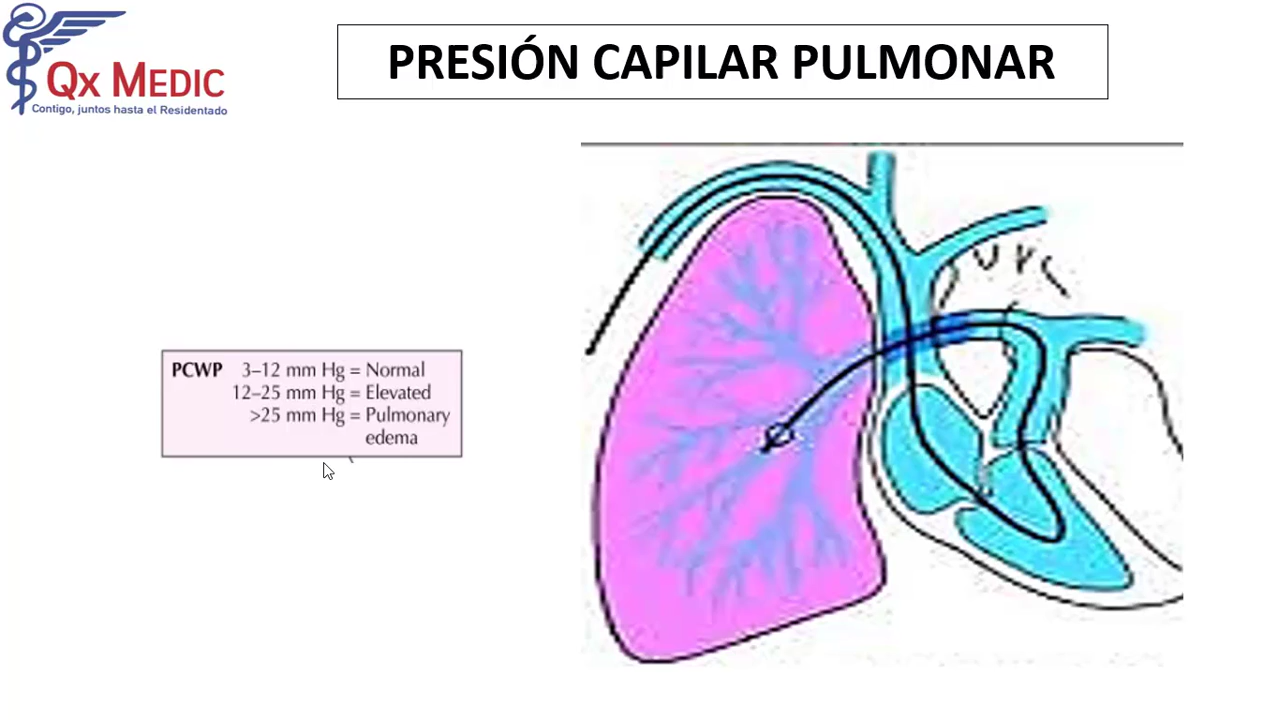 Qx MEDIC
Contigo, juntos hasta el Residentado
PRESIÓN CAPILAR PULMONAR
PCWP 3–12 mm Hg = Normal
12–25 mm Hg = Elevated
>25 mm Hg = Pulmonary
edema